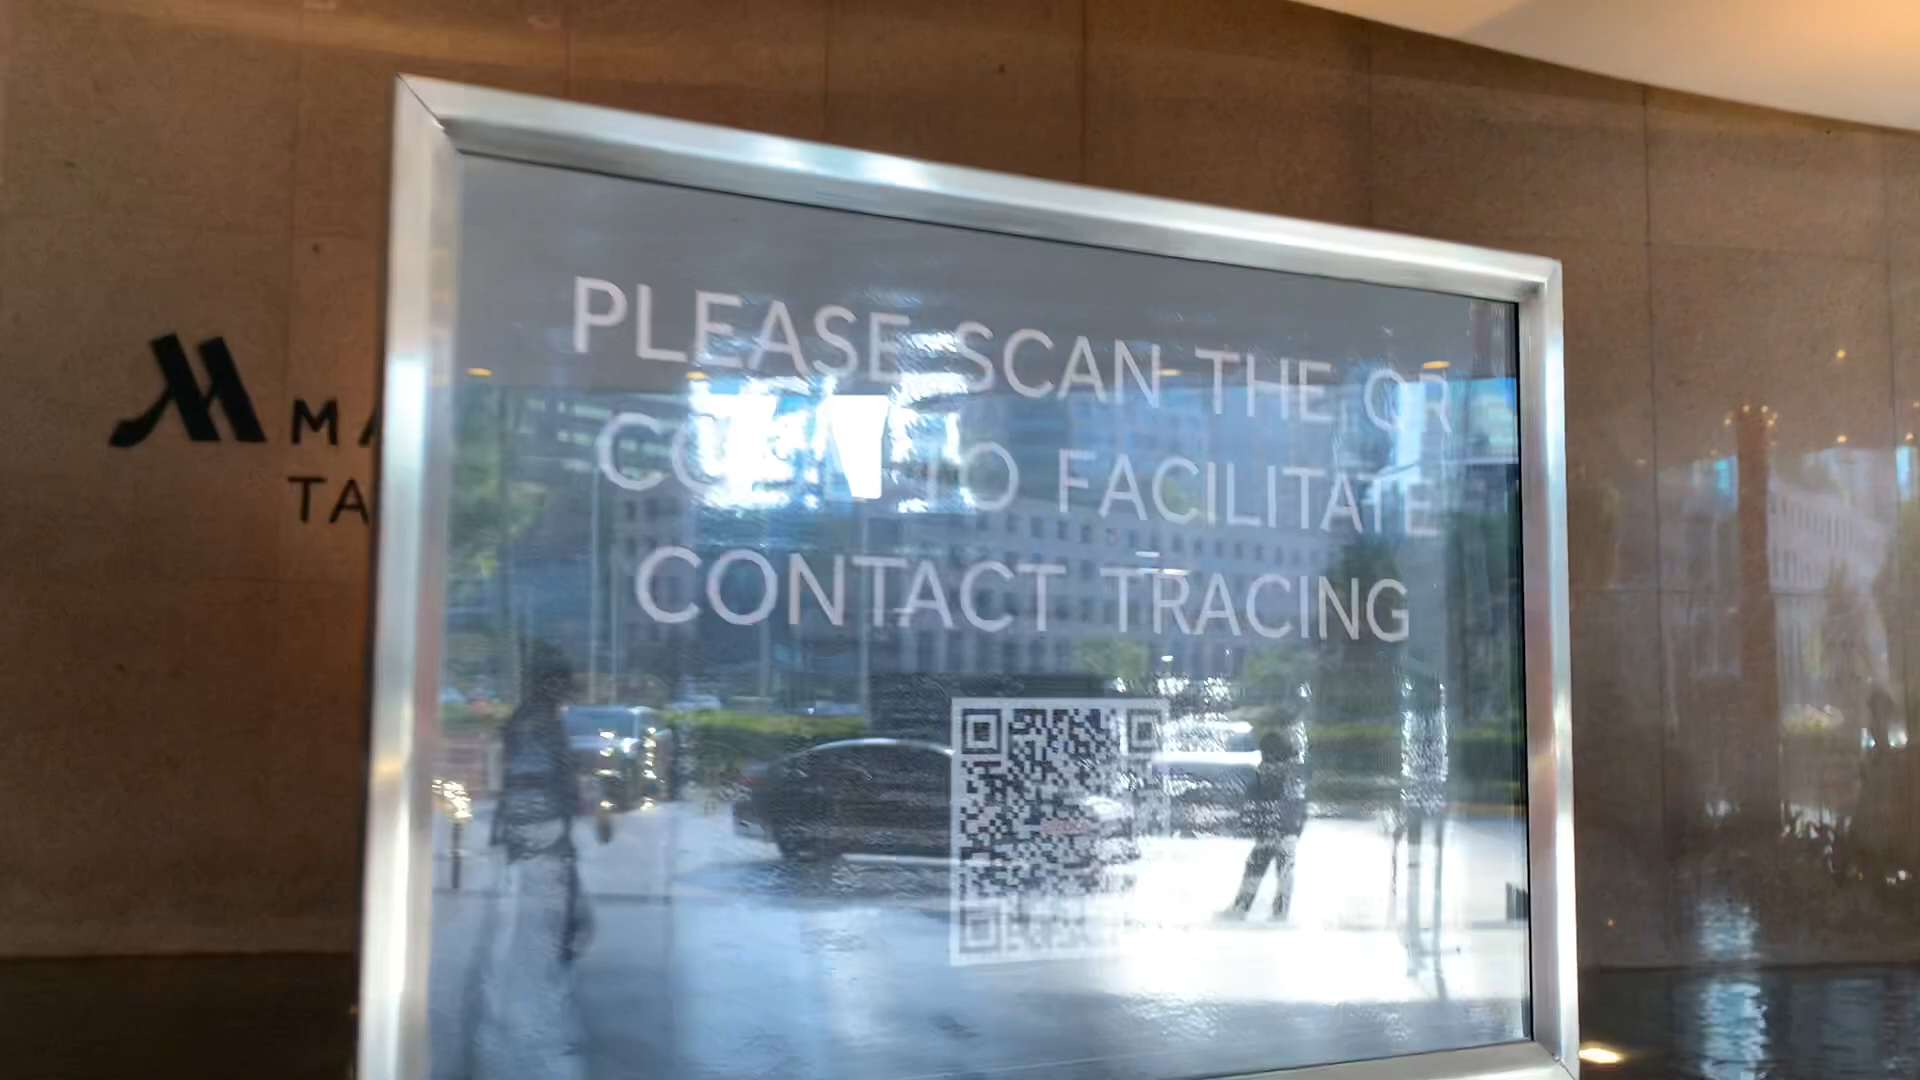 PLEASE SCAN THE QR
CODE TO FACILITATE
CONTACT TRACING